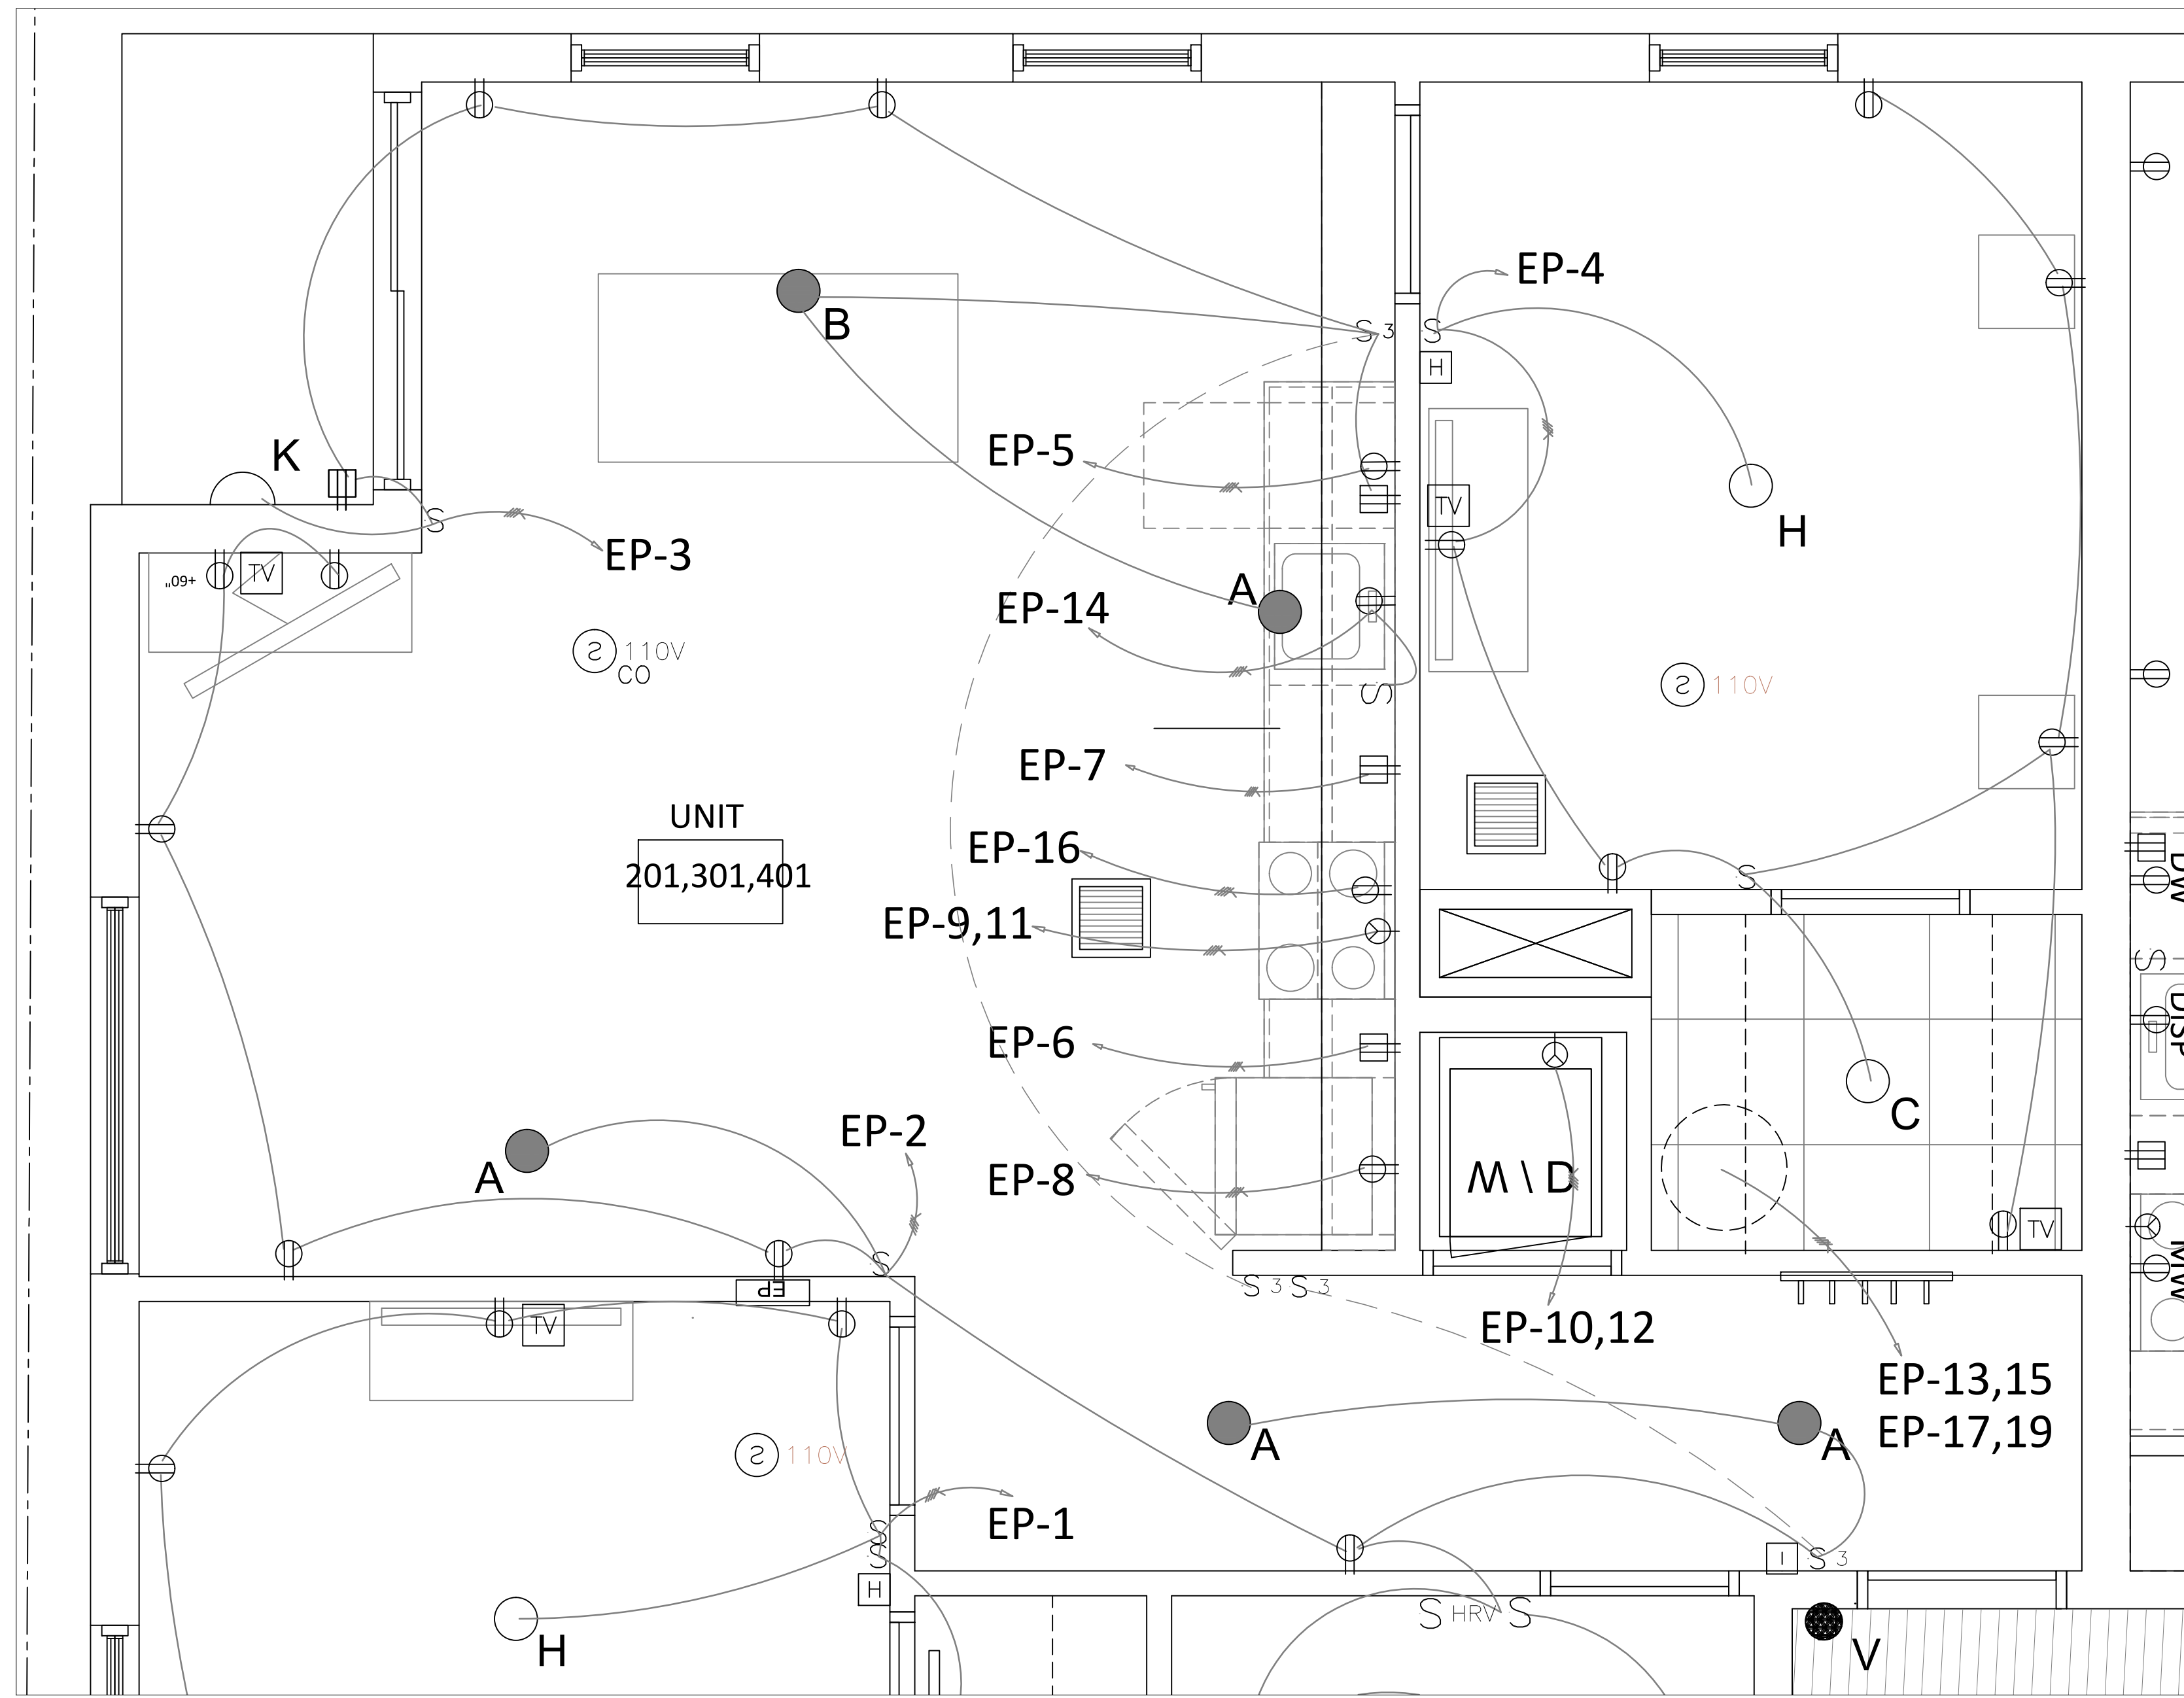 EP-4
B
S 3
S
H
K
EP-5
TV
H
S
EP-3
"09+
TV
A
EP-14
S 110V
CO
S 110V
S
EP-7
UNIT
201,301,401
EP-16
S
DW
EP-9,11
S
DISP
EP-6
C
EP-2
A
EP-8
W \ D
TV
S
EP
S 3 S 3
MW
TV
EP-10,12
EP-13,15
EP-17,19
A
A
S 110V
EP-1
S
S
H
I
S 3
S HRV S
H
V